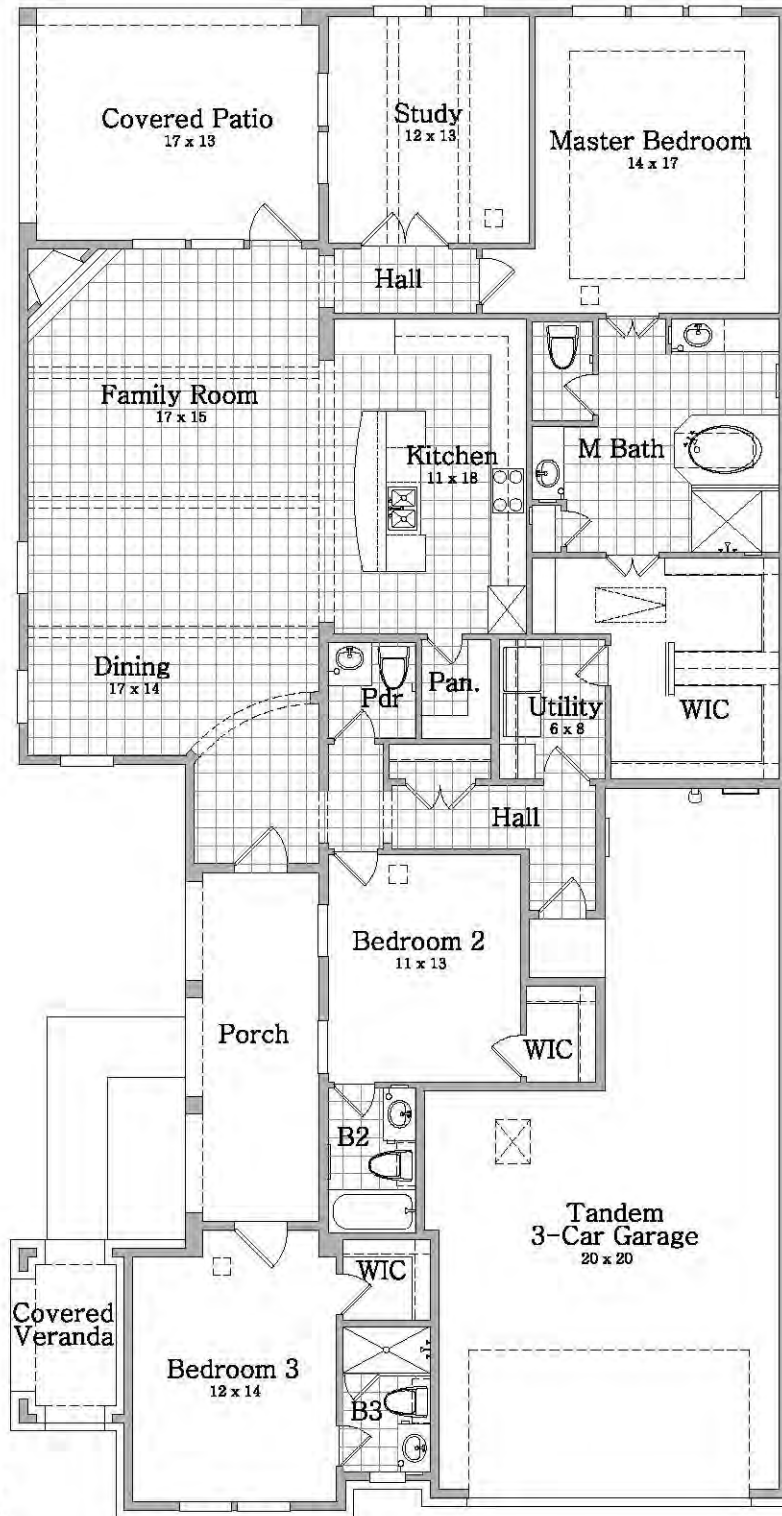 Covered Patio
17 x 13
Study
12 x 13
Master Bedroom
14 x 17
Hall
Family Room
17 x 15
Kitchen
11 x 18
M Bath
Dining
17 x 14
Pdr
Pan.
Utility
6 x 8
WIC
Hall
Bedroom 2
11 x 13
Porch
WIC
B2
Tandem
3-Car Garage
20 x 20
WIC
Covered
Veranda
Bedroom 3
12 x 14
B3